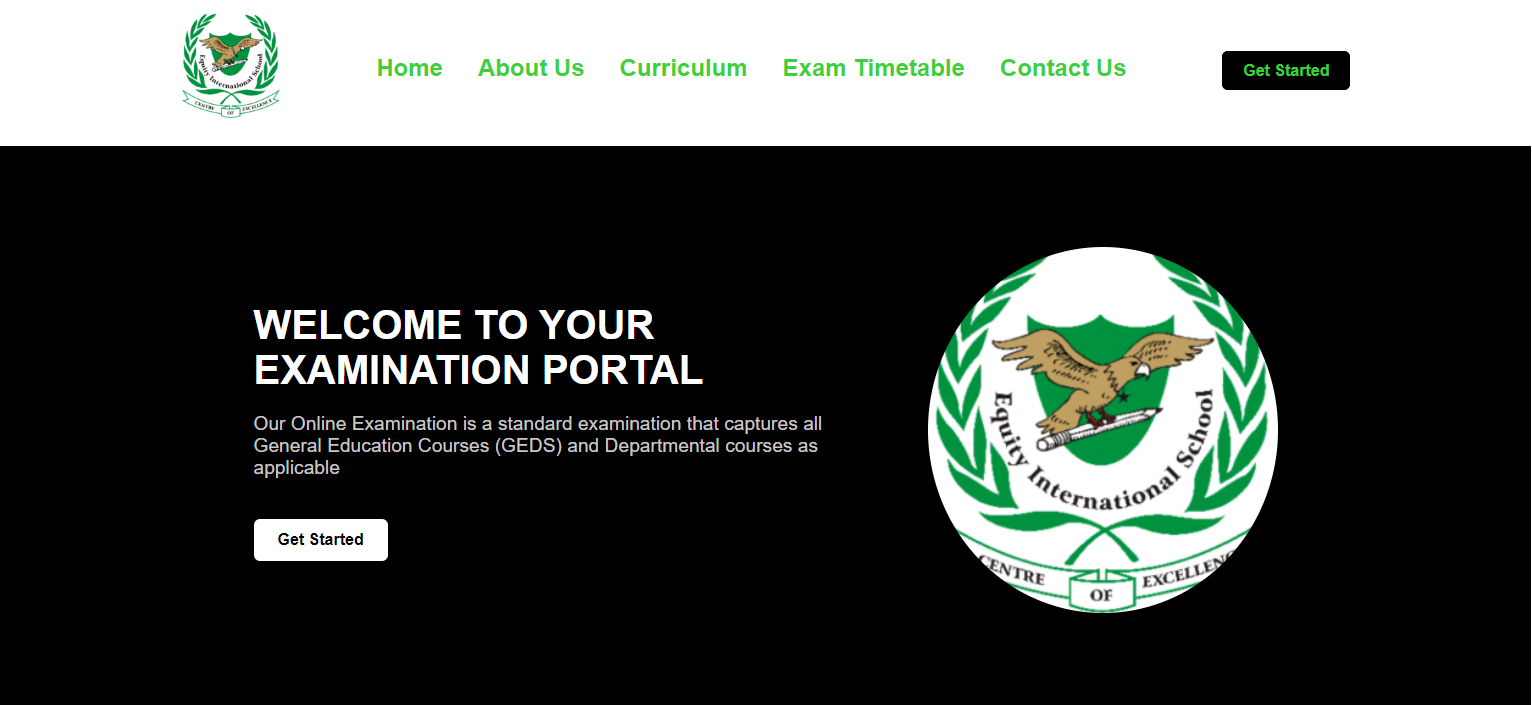 Equity International School
CENTRE OF EXCELLENCE
Home About Us Curriculum Exam Timetable Contact Us
Get Started
WELCOME TO YOUR
EXAMINATION PORTAL
Our Online Examination is a standard examination that captures all
General Education Courses (GEDS) and Departmental courses as
applicable
Get Started
Equity International School
CENTRE OF EXCELLENC